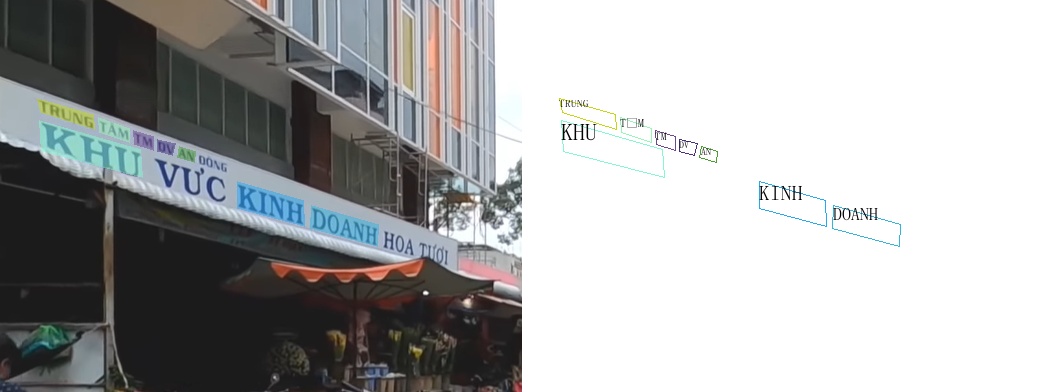 TRUNG TÂM TM DV AN ĐÔNG
KHU VỰC KINH DOANH HOA TƯƠI
TRUNG
T□M
TM
DV
AN
KHU
KINH
DOANH